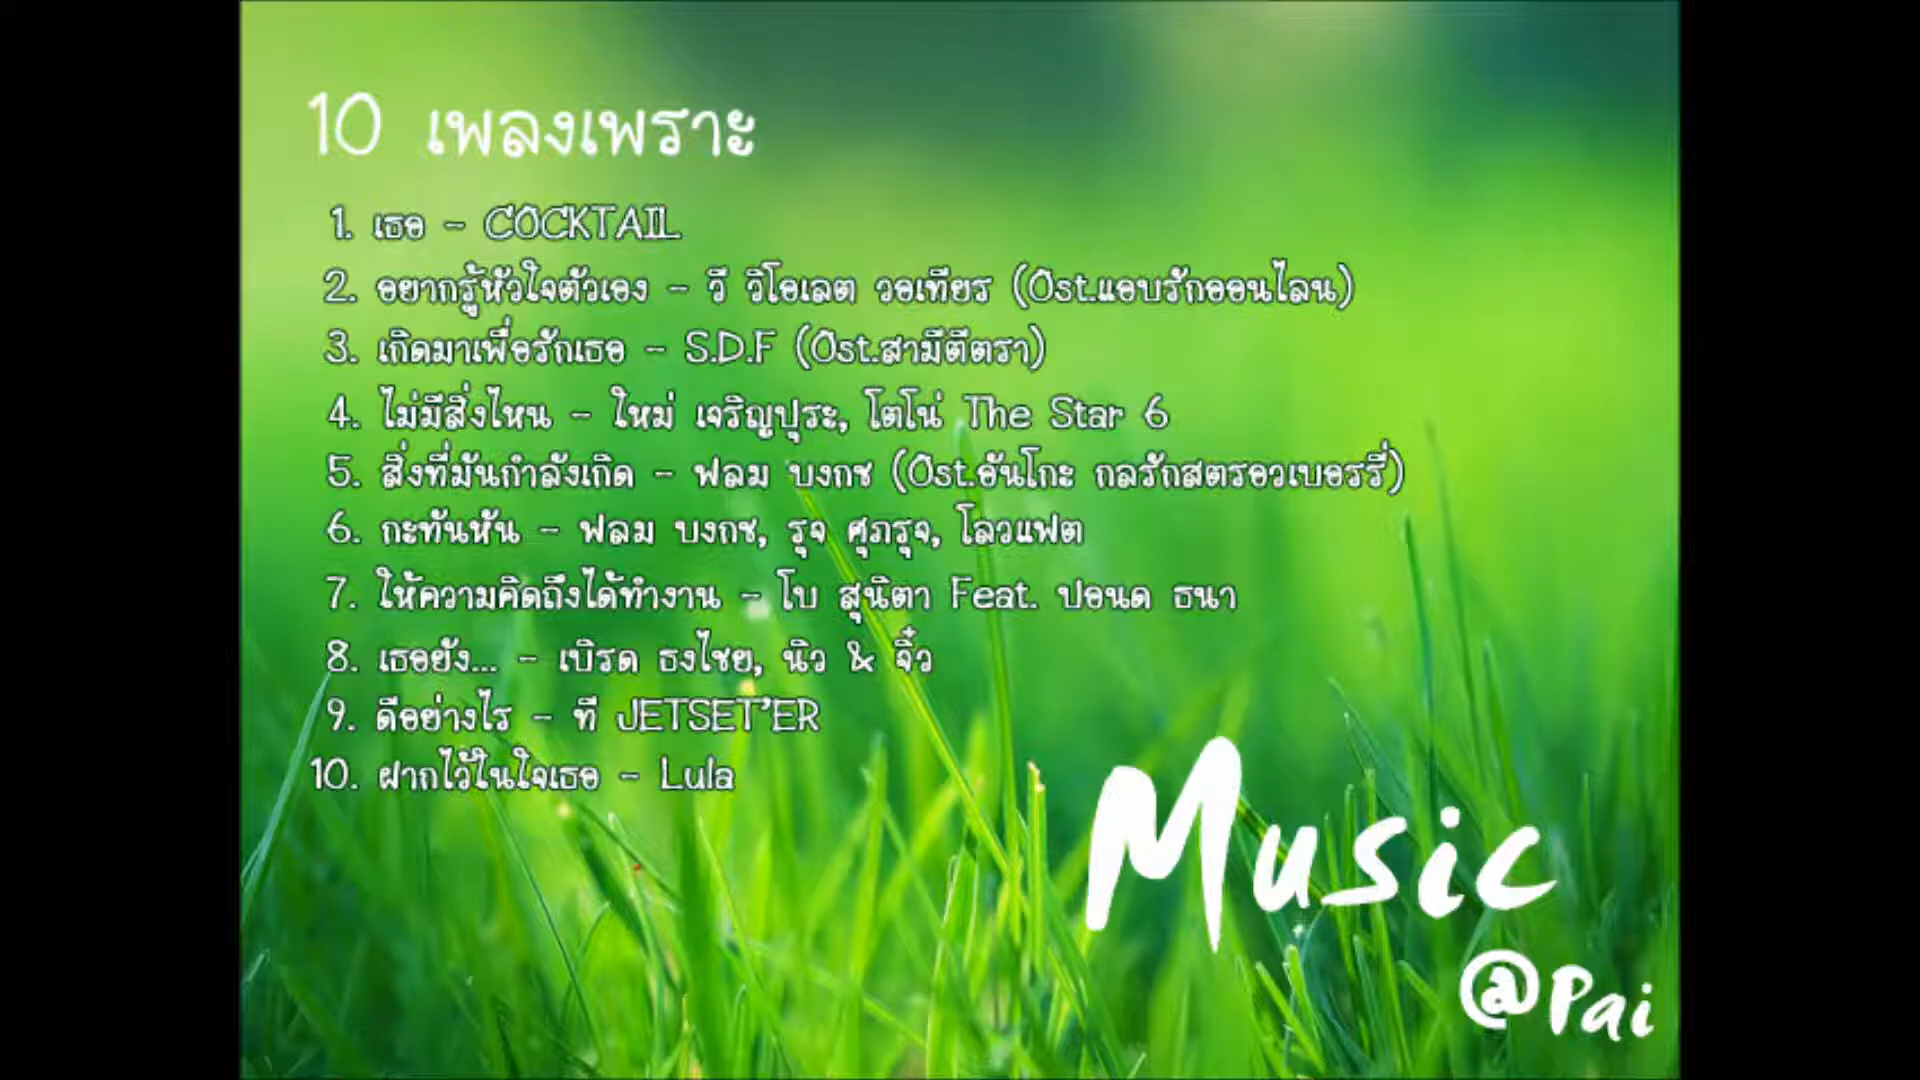 10 เพลงเพราะ
1. เธอ - COCKTAIL
2. อยากรู้หัวใจตัวเอง - วี วิโอเลต วอเทียร (Ost.แอบรักออนไลน)
3. เกิดมาเพื่อรักเธอ - S.D.F (Ost.สามีตีตรา)
4. ไม่มีสิ่งไหน - ใหม่ เจริญปุระ, โตโน่ The Star 6
5. สิ่งที่มันกำลังเกิด - ฟลม บงกช (Ost.อันโกะ กลรักสตรอวเบอรรี่)
6. กะทันหัน - ฟลม บงกช, รุจ ศุภรุจ, โลวแฟต
7. ให้ความคิดถึงได้ทำงาน - โบ สุนิตา Feat. ปอนด ธนา
8. เธอยัง... - เบิรด ธงไชย, นิว & จิ๋ว
9. ดีอย่างไร - ที JETSET'ER
10. ฝากไว้ในใจเธอ - Lula
Music
@Pai